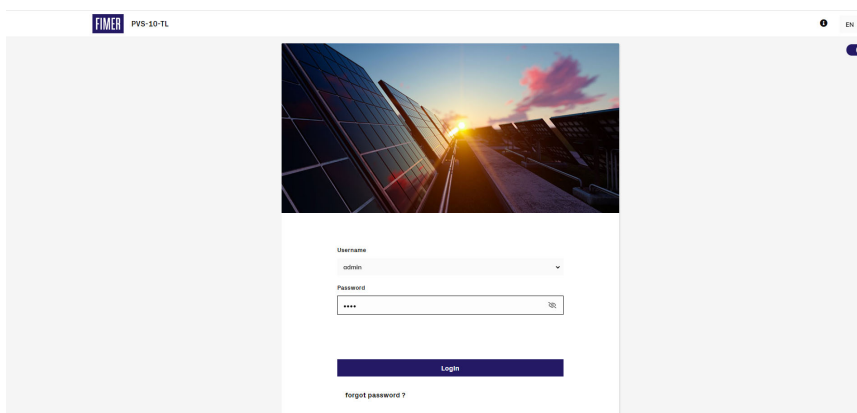 FIMER PVS-10-TL EN
Username
admin
Password
••••
Login
forgot password ?